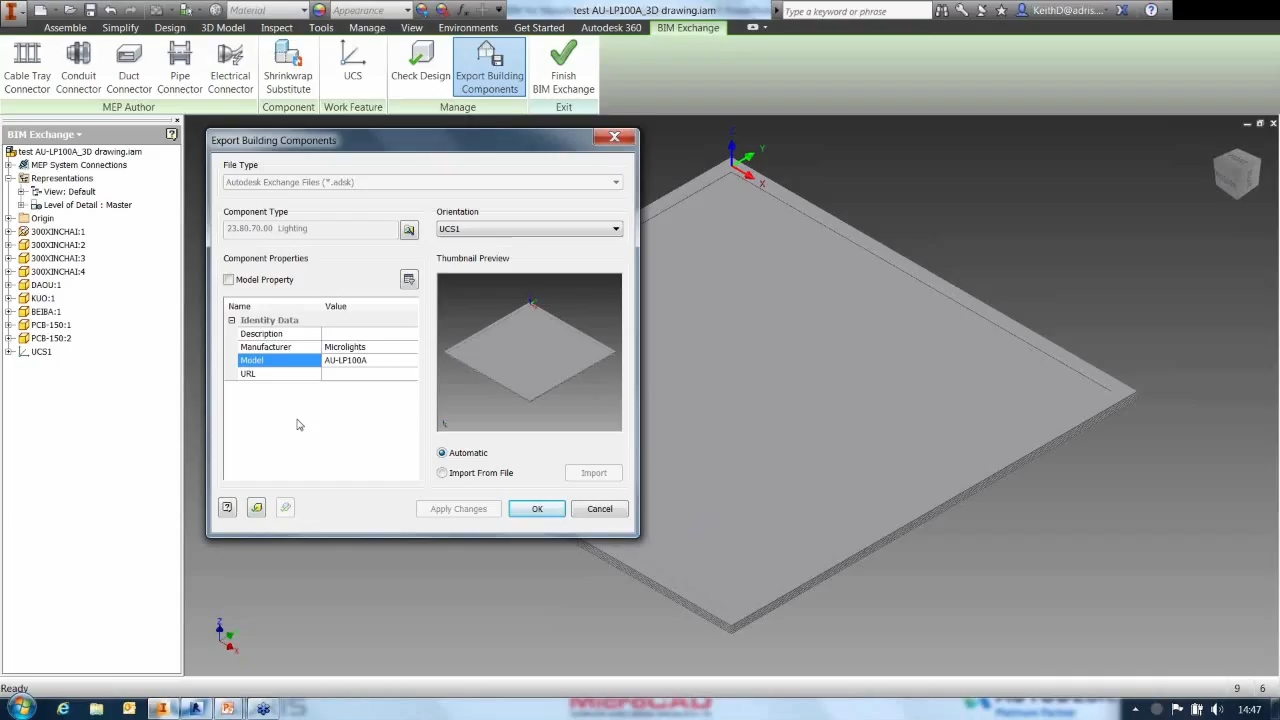 test AU-LP100A_3D drawing.iam
Type a keyword or phrase
KeithD@adris...
Material
Appearance
Assemble
Simplify
Design
3D Model
Inspect
Tools
Manage
View
Environments
Get Started
Autodesk 360
BIM Exchange
Cable Tray
Connector
Conduit
Connector
Duct
Connector
Pipe
Connector
Electrical
Connector
Shrinkwrap
Substitute
UCS
Check Design
Export Building
Components
Finish
BIM Exchange
MEP Author
Component
Work Feature
Manage
Exit
BIM Exchange
test AU-LP100A_3D drawing.iam
MEP System Connections
Representations
View: Default
Level of Detail : Master
Origin
300XINCHAI:1
300XINCHAI:2
300XINCHAI:3
300XINCHAI:4
DAOU:1
KUO:1
BEIBA:1
PCB-150:1
PCB-150:2
UCS1
Export Building Components
File Type
Autodesk Exchange Files (*.adsk)
Component Type
23.80.70.00 Lighting
Orientation
UCS1
Component Properties
Model Property
Name Value
Identity Data
Description
Manufacturer Microlights
Model AU-LP100A
URL
Thumbnail Preview
Automatic
Import From File
Import
Apply Changes
OK
Cancel
Z
Y
X
Z
X
Ready
9 6
14:47